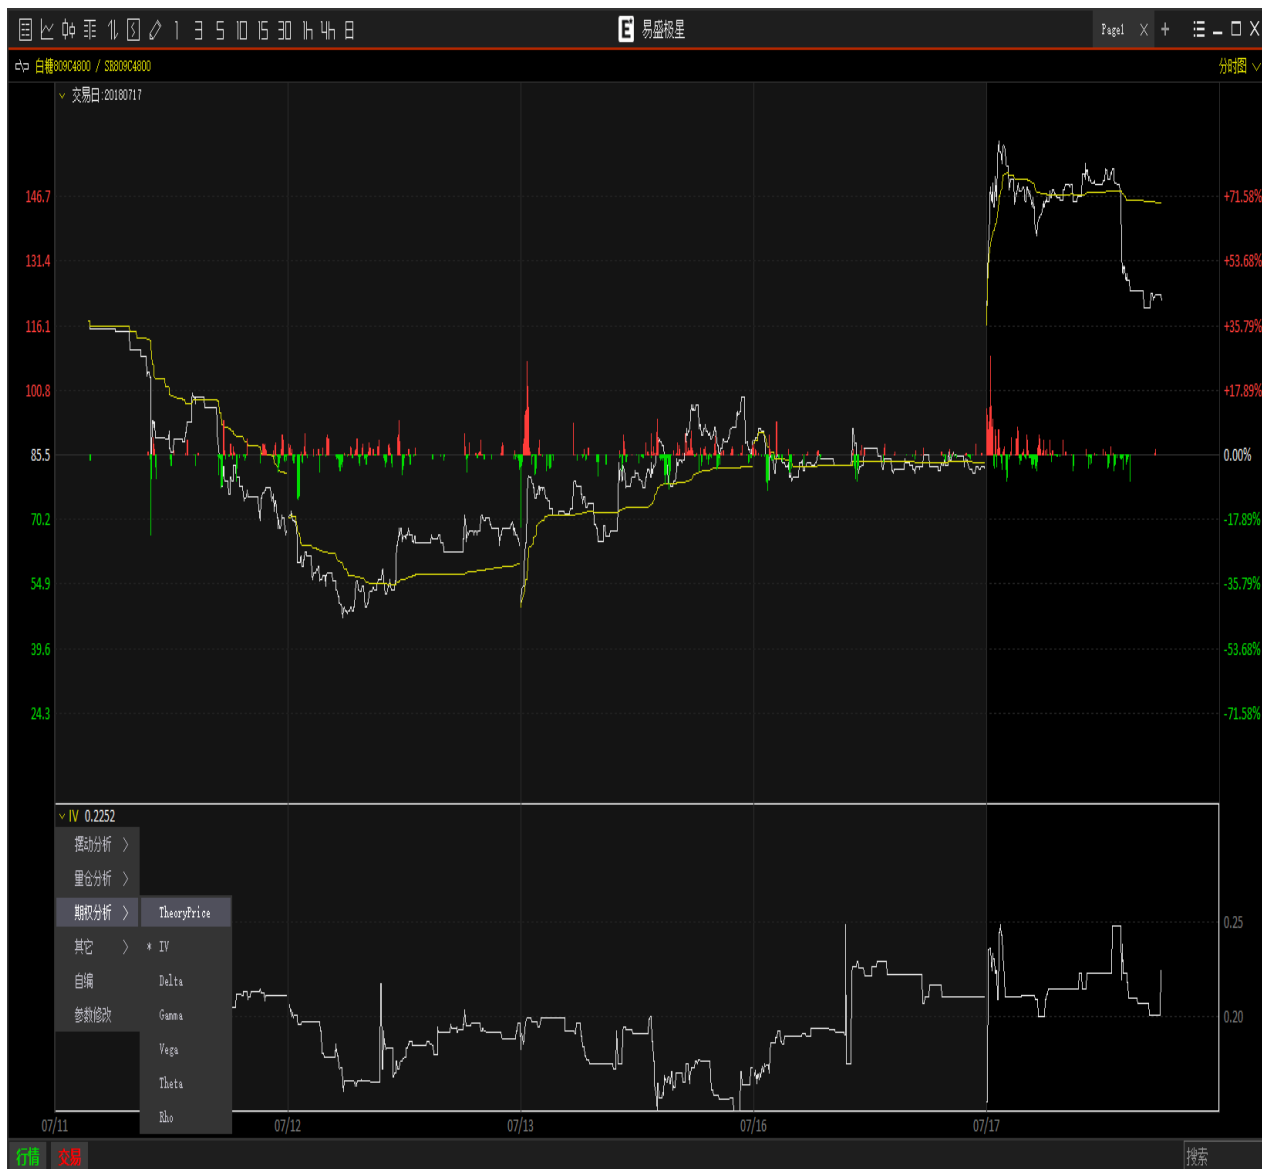 1 3 5 10 15 30 1h 4h 日 E 易盛极星 Page1
白糖809C4800 / SR809C4800 分时图
交易日:20180717
146.7 +71.58%
131.4 +53.68%
116.1 +35.79%
100.8 +17.89%
85.5 0.00%
70.2 -17.89%
54.9 -35.79%
39.6 -53.68%
24.3 -71.58%
IV 0.2252
摆动分析
量仓分析
期权分析 TheoryPrice
0.25
其它 * IV
自编 Delta
参数修改 Gamma
0.20
Vega
Theta
Rho
07/11 07/12 07/13 07/16 07/17
行情 交易 搜索